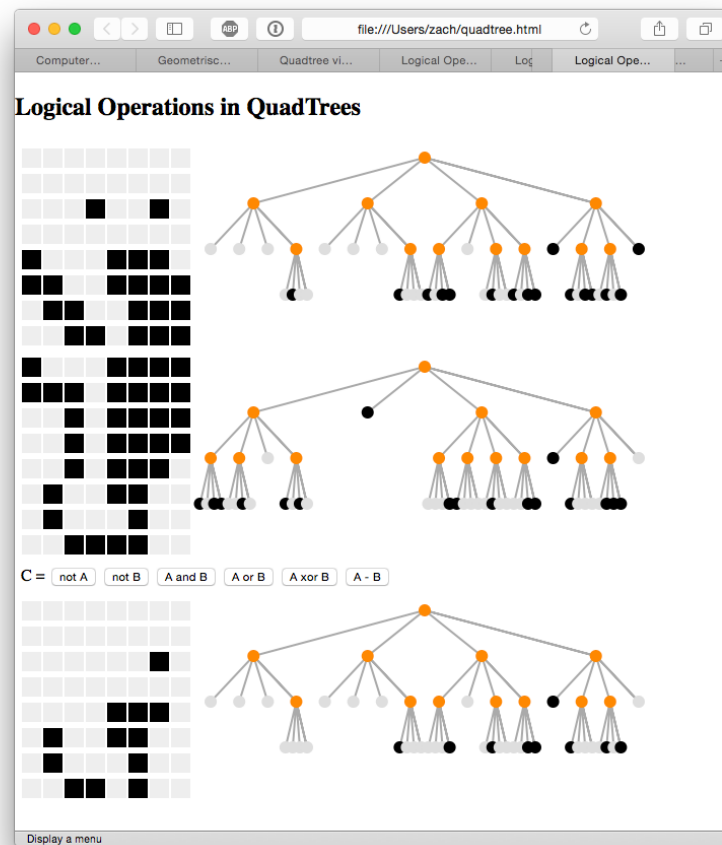 ABP
file:///Users/zach/quadtree.html
Computer… Geometrisc… Quadtree vi… Logical Ope… Log Logical Ope… …
Logical Operations in QuadTrees
C = not A not B A and B A or B A xor B A - B
Display a menu